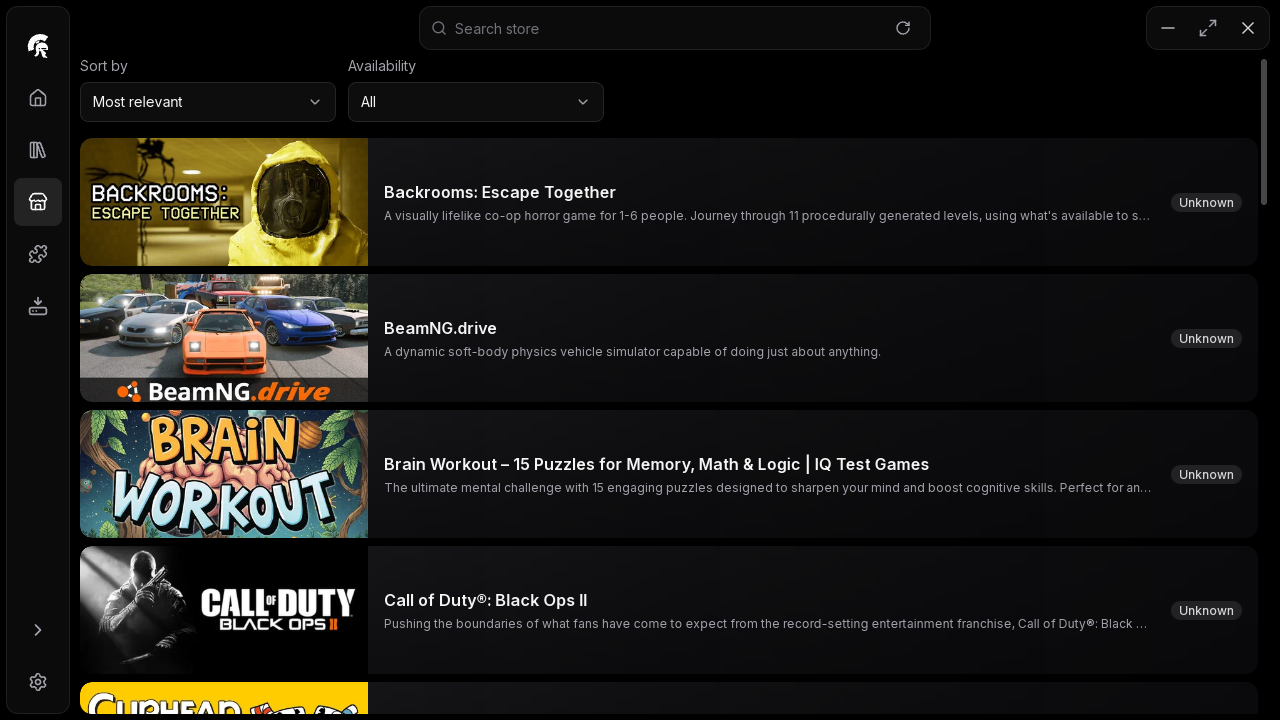 Search store
Sort by
Availability
Most relevant
All
BACKROOMS:
ESCAPE TOGETHER
Backrooms: Escape Together
A visually lifelike co-op horror game for 1-6 people. Journey through 11 procedurally generated levels, using what's available to s...
Unknown
BeamNG.drive
BeamNG.drive
A dynamic soft-body physics vehicle simulator capable of doing just about anything.
Unknown
BRAIN
WORKOUT
Brain Workout – 15 Puzzles for Memory, Math & Logic | IQ Test Games
The ultimate mental challenge with 15 engaging puzzles designed to sharpen your mind and boost cognitive skills. Perfect for an...
Unknown
CALL OF DUTY
BLACK OPS II
Call of Duty®: Black Ops II
Pushing the boundaries of what fans have come to expect from the record-setting entertainment franchise, Call of Duty®: Black ...
Unknown
CUPHEAD